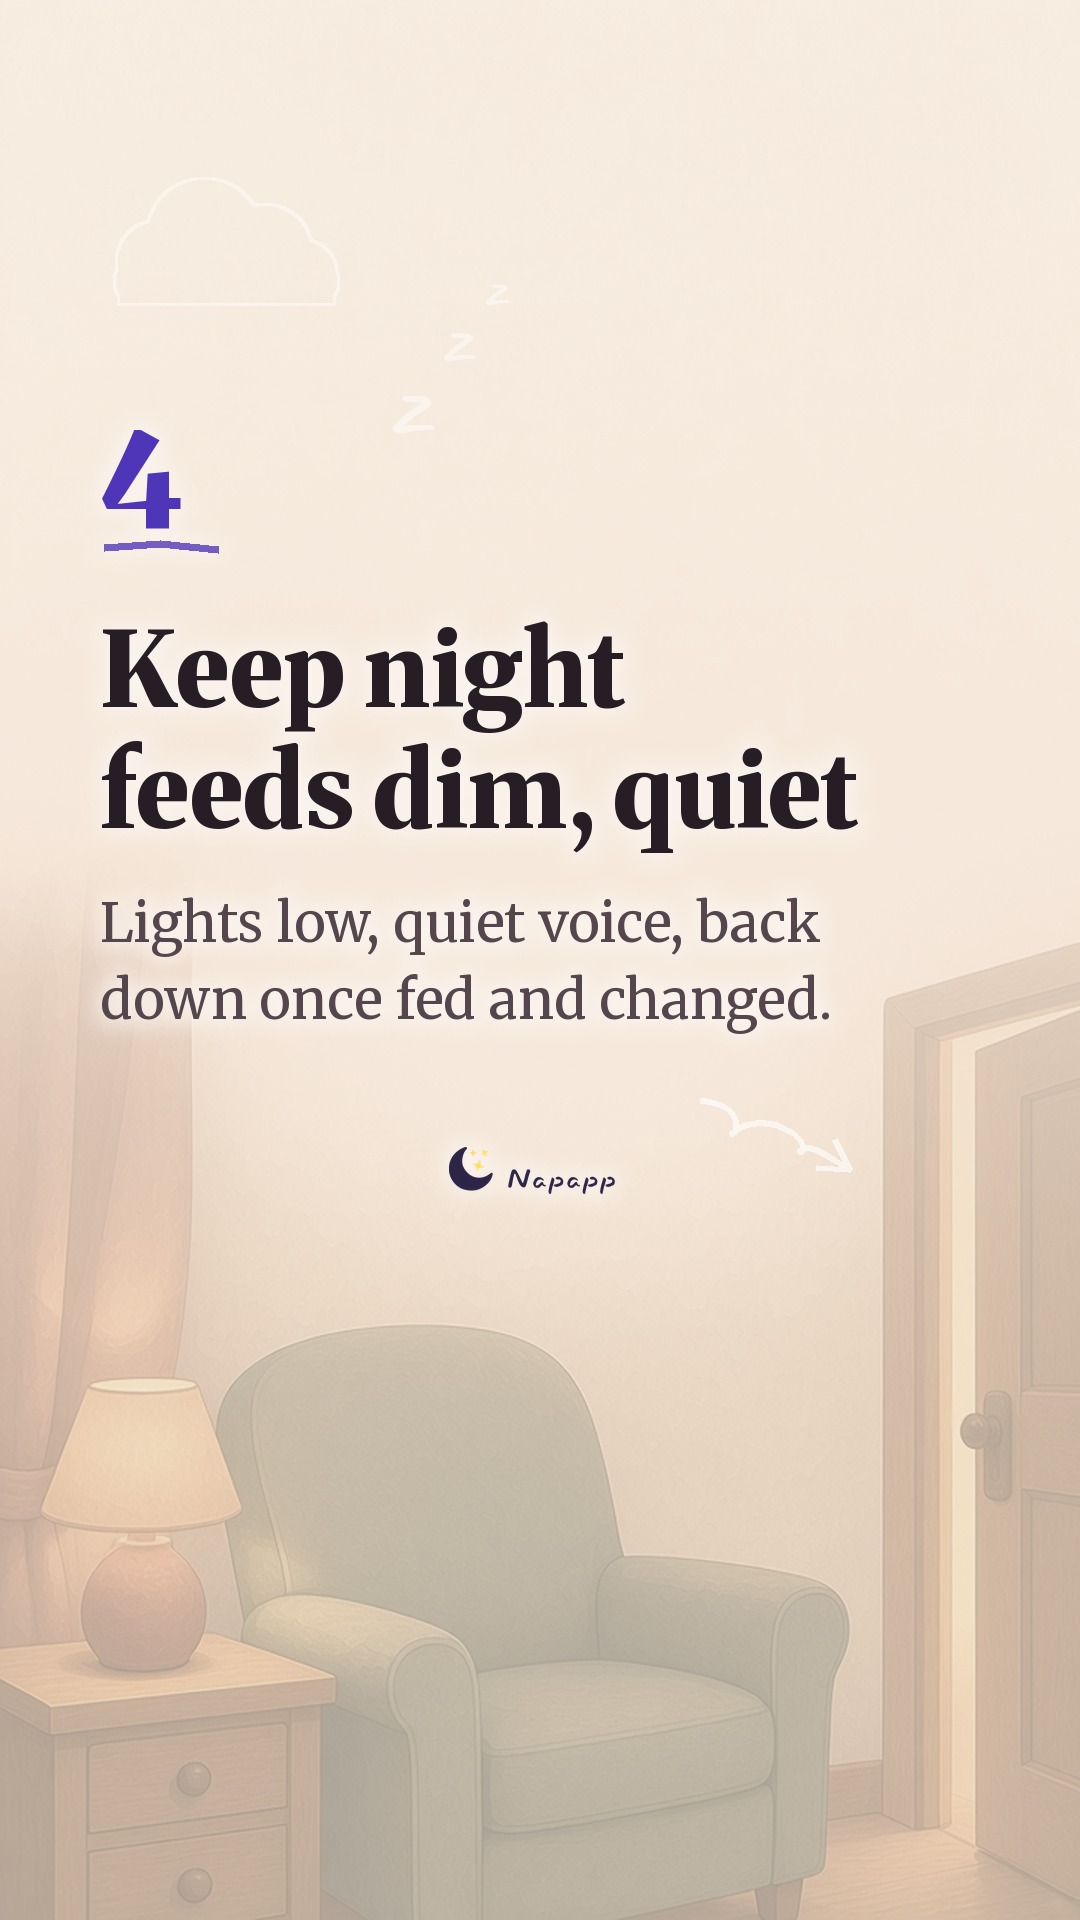 z
z
z
4
Keep night
feeds dim, quiet
Lights low, quiet voice, back
down once fed and changed.
Napapp